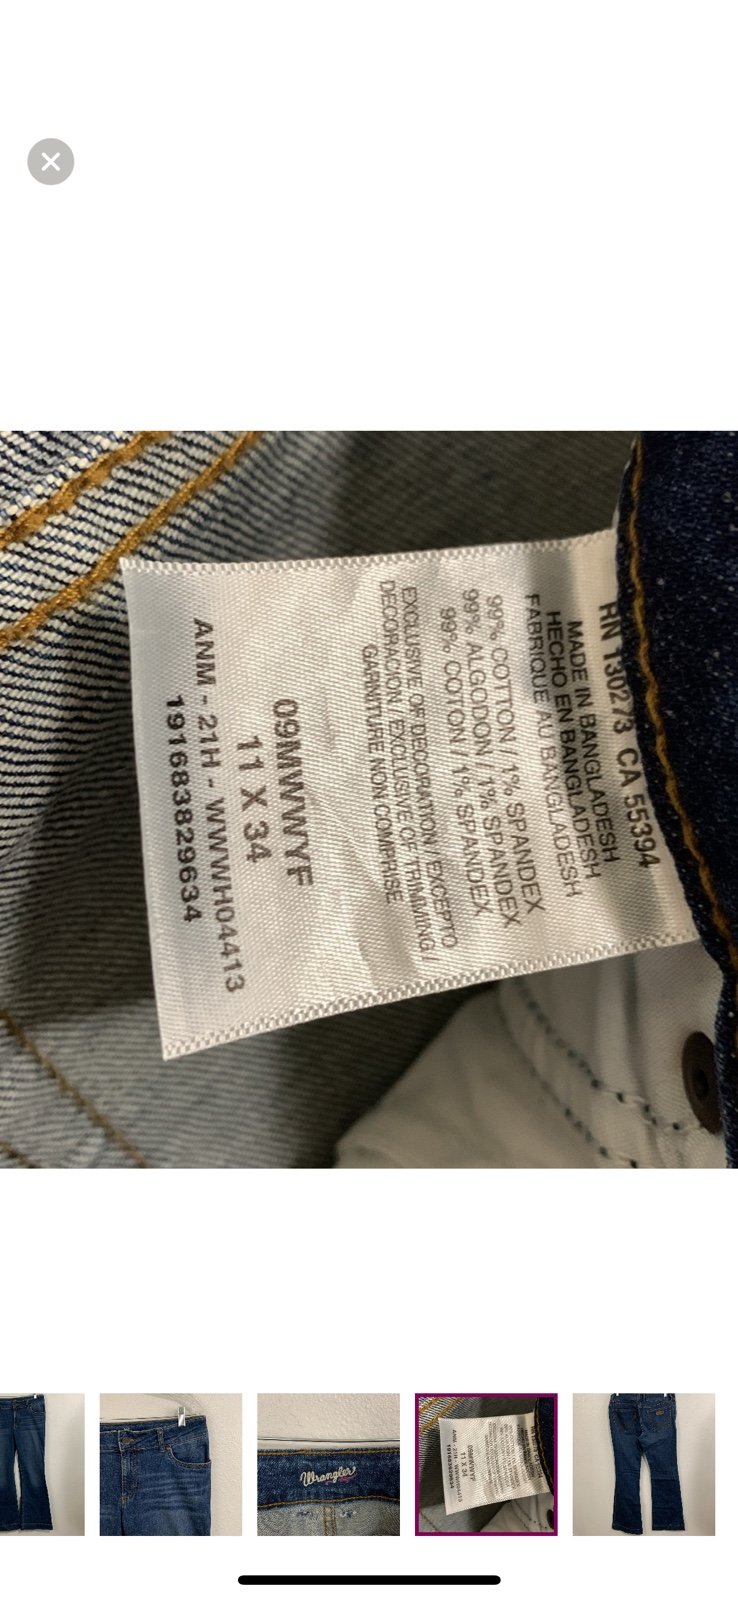 RN 130273 CA 55394
MADE IN BANGLADESH
HECHO EN BANGLADESH
FABRIQUE AU BANGLADESH
99% COTTON / 1% SPANDEX
99% ALGODON / 1% SPANDEX
99% COTON / 1% SPANDEX
EXCLUSIVE OF DECORATION / EXCEPTO
DECORACION / EXCLUSIVE OF TRIMMING /
GARNITURE NON COMPRISE
09MWWYF
11 X 34
ANM - 21H - WWWH04413
191683829634
Wrangler